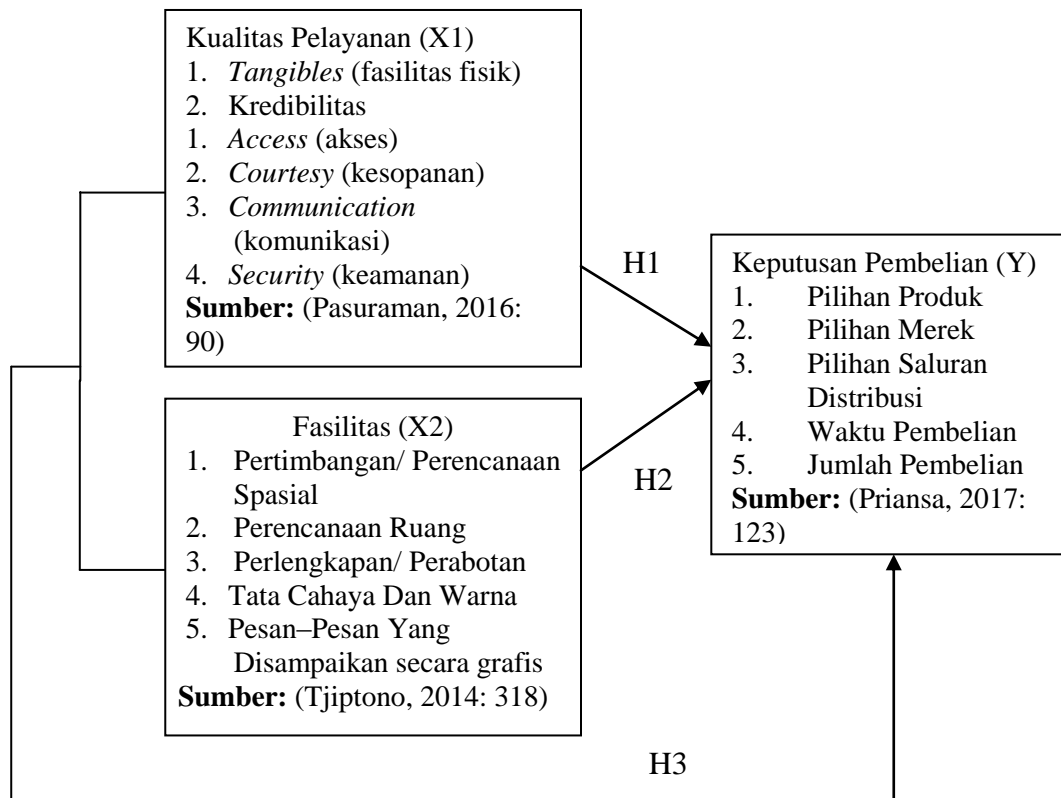 Kualitas Pelayanan (X1)
1. Tangibles (fasilitas fisik)
2. Kredibilitas
1. Access (akses)
2. Courtesy (kesopanan)
3. Communication
(komunikasi)
4. Security (keamanan)
Sumber: (Pasuraman, 2016:
90)
H1
Fasilitas (X2)
1. Pertimbangan/ Perencanaan
Spasial
2. Perencanaan Ruang
3. Perlengkapan/ Perabotan
4. Tata Cahaya Dan Warna
5. Pesan–Pesan Yang
Disampaikan secara grafis
Sumber: (Tjiptono, 2014: 318)
H2
Keputusan Pembelian (Y)
1. Pilihan Produk
2. Pilihan Merek
3. Pilihan Saluran
Distribusi
4. Waktu Pembelian
5. Jumlah Pembelian
Sumber: (Priansa, 2017:
123)
H3